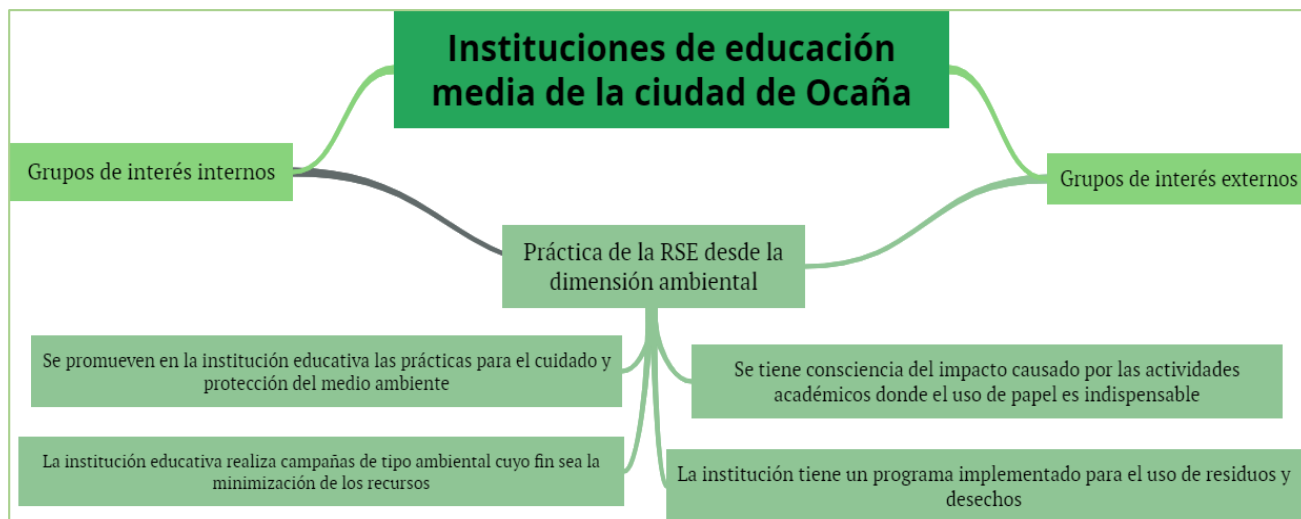 Instituciones de educación
media de la ciudad de Ocaña
Grupos de interés internos
Grupos de interés externos
Práctica de la RSE desde la
dimensión ambiental
Se promueven en la institución educativa las prácticas para el cuidado y
protección del medio ambiente
Se tiene consciencia del impacto causado por las actividades
académicos donde el uso de papel es indispensable
La institución educativa realiza campañas de tipo ambiental cuyo fin sea la
minimización de los recursos
La institución tiene un programa implementado para el uso de residuos y
desechos